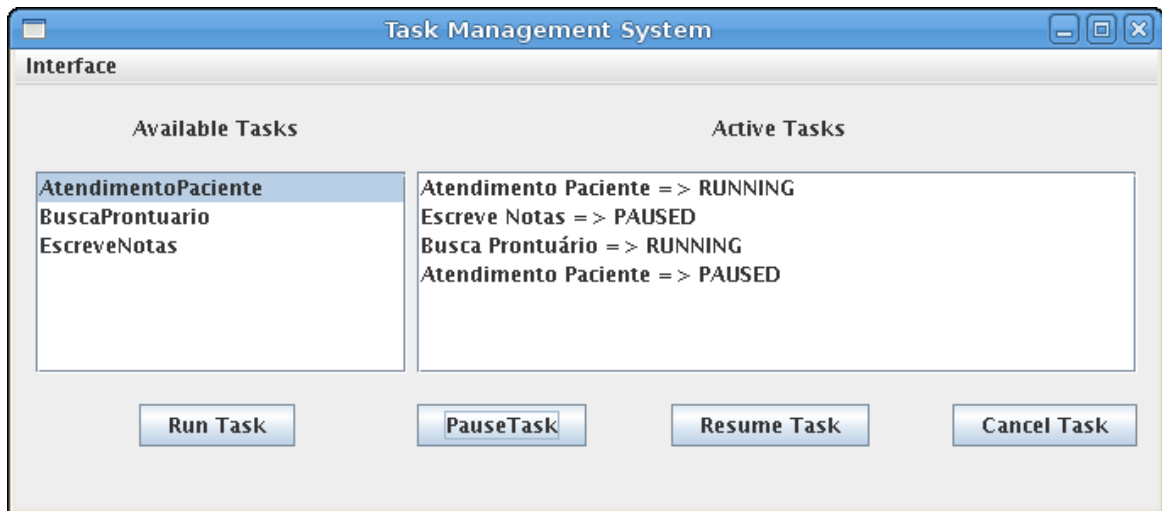 Task Management System
Interface
Available Tasks
Active Tasks
AtendimentoPaciente
BuscaProntuario
EscreveNotas
Atendimento Paciente => RUNNING
Escreve Notas => PAUSED
Busca Prontuário => RUNNING
Atendimento Paciente => PAUSED
Run Task
PauseTask
Resume Task
Cancel Task